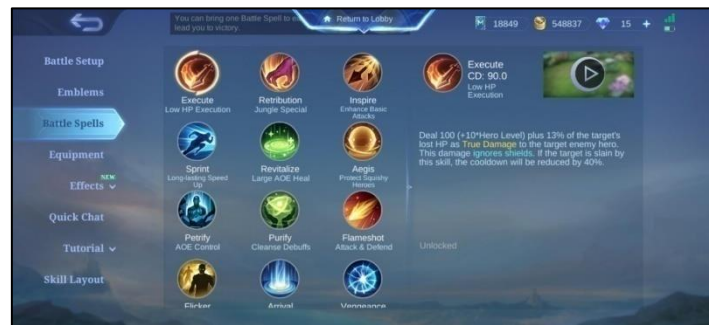 You can bring one Battle Spell to
lead you to victory.
Return to Lobby
18849
548837
15
Battle Setup
Emblems
Battle Spells
Equipment
NEW
Effects
Quick Chat
Tutorial
Skill Layout
Execute
Low HP Execution
Retribution
Jungle Special
Inspire
Enhance Basic
Attacks
Sprint
Long-lasting Speed
Up
Revitalize
Large AOE Heal
Aegis
Protect Squishy
Heroes
Petrify
AOE Control
Purify
Cleanse Debuffs
Flameshot
Attack & Defend
Flicker
Arrival
Vengeance
Execute
CD: 90.0
Low HP
Execution
Deal 100 (+10*Hero Level) plus 13% of the target's
lost HP as True Damage to the target enemy hero.
This damage ignores shields. If the target is slain by
this skill, the cooldown will be reduced by 40%.
Unlocked